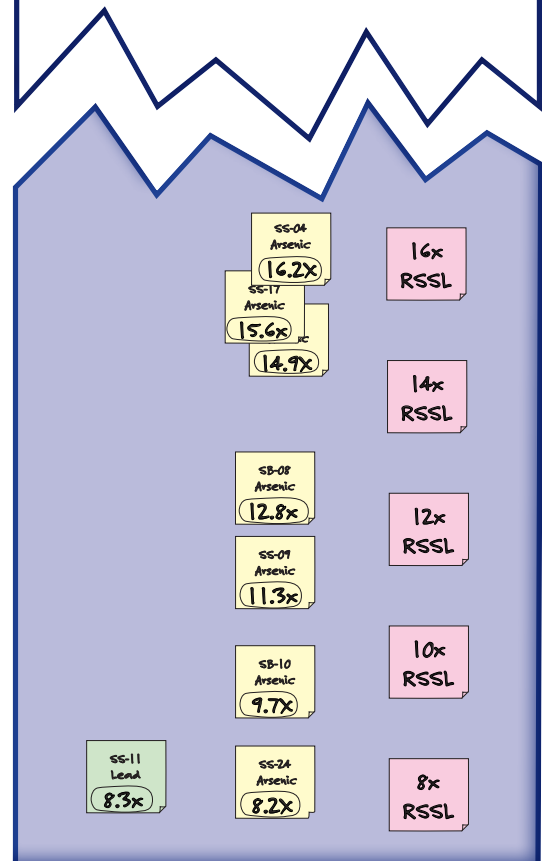 SS-04
Arsenic
16.2X
16x
RSSL
SS-17
Arsenic
15.6x
14.9X
14x
RSSL
SB-08
Arsenic
12.8x
12x
RSSL
SS-09
Arsenic
11.3x
SB-10
Arsenic
9.7X
10x
RSSL
SS-11
Lead
8.3x
SS-24
Arsenic
8.2X
8x
RSSL